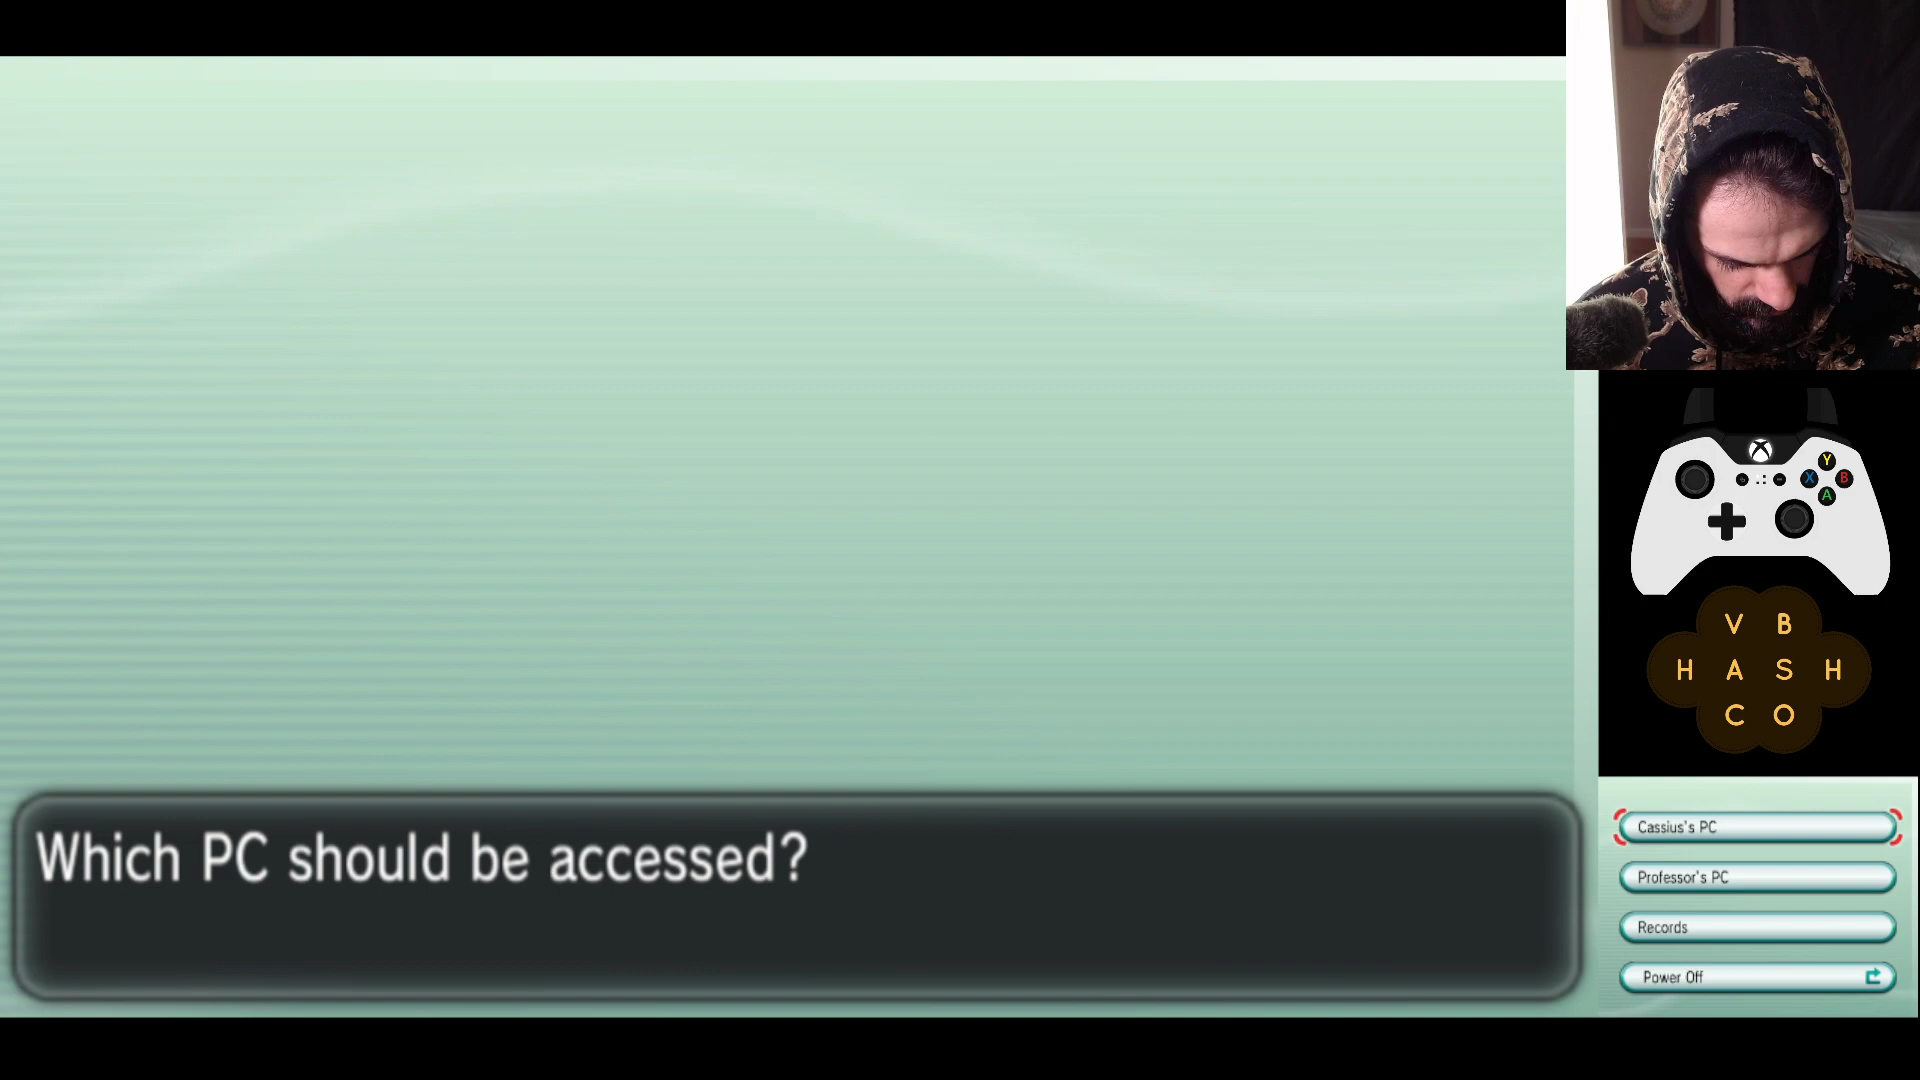 Which PC should be accessed?
Y
X B
A
V B
H A S H
C O
Cassius's PC
Professor's PC
Records
Power Off